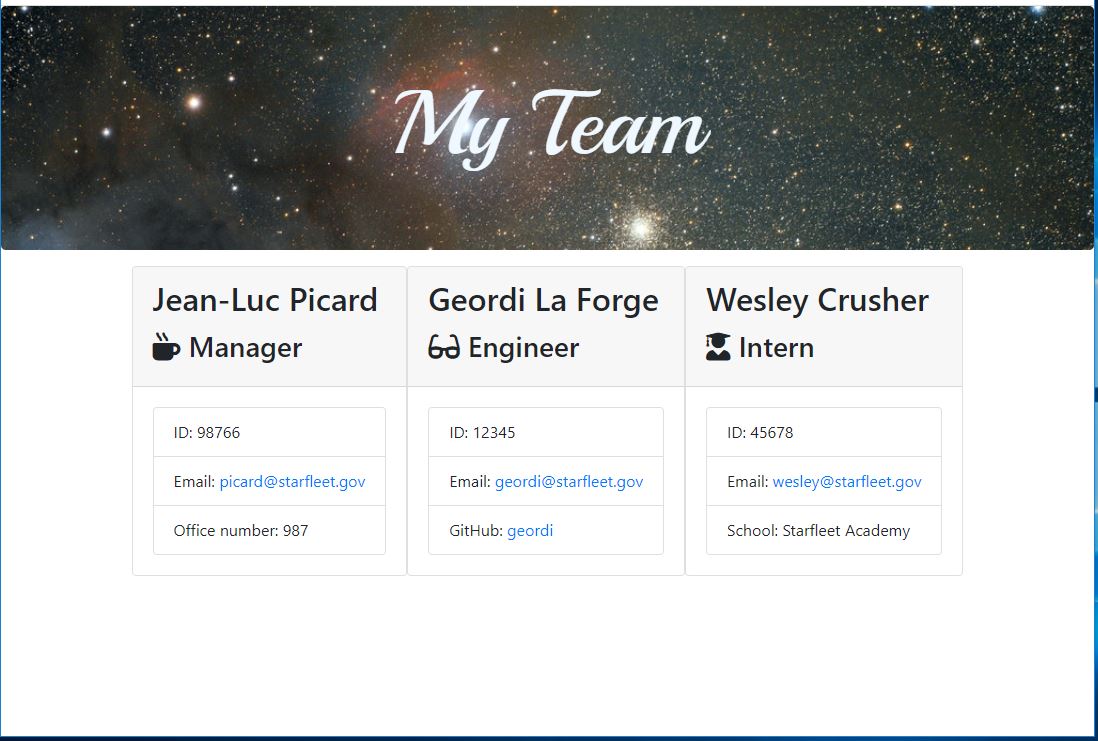 My Team
Jean-Luc Picard
Manager
ID: 98766
Email: picard@starfleet.gov
Office number: 987
Geordi La Forge
Engineer
ID: 12345
Email: geordi@starfleet.gov
GitHub: geordi
Wesley Crusher
Intern
ID: 45678
Email: wesley@starfleet.gov
School: Starfleet Academy